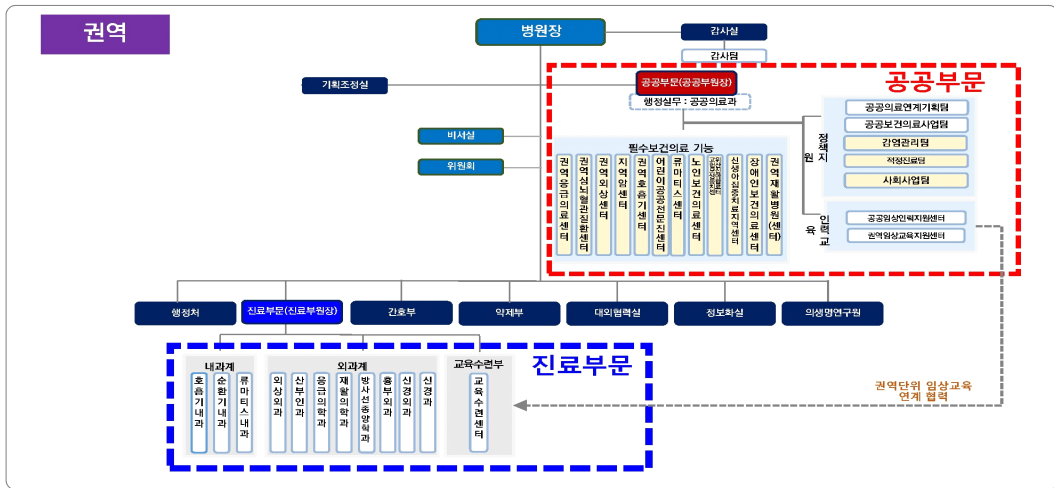 권역
병원장
감사실
감사팀
공공부문(공공부원장)
공공부문
기획조정실
행정실무 : 공공의료과
비서실
위원회
필수보건의료 기능
권역응급의료센터
권역심뇌혈관질환센터
권역외상센터
지역암센터
권역호흡기센터
어린이공공전문진센터
류마티스센터
노인보건의료센터
신생아집중치료지역센터
장애인보건의료센터
권역재활병원(센터)
정책지원
공공의료연계기획팀
공공보건의료사업팀
감염관리팀
적정진료팀
사회사업팀
인력교육
공공임상인력지원센터
권역임상교육지원센터
행정처
진료부문(진료부원장)
간호부
약제부
대외협력실
정보화실
의생명연구원
진료부문
내과계
호흡기내과
순환기내과
류마티스내과
외과계
외상외과
산부인과
응급의학과
재활의학과
방사선종양학과
흉부외과
신경외과
신경과
교육수련부
교육수련센터
권역단위 임상교육
연계 협력